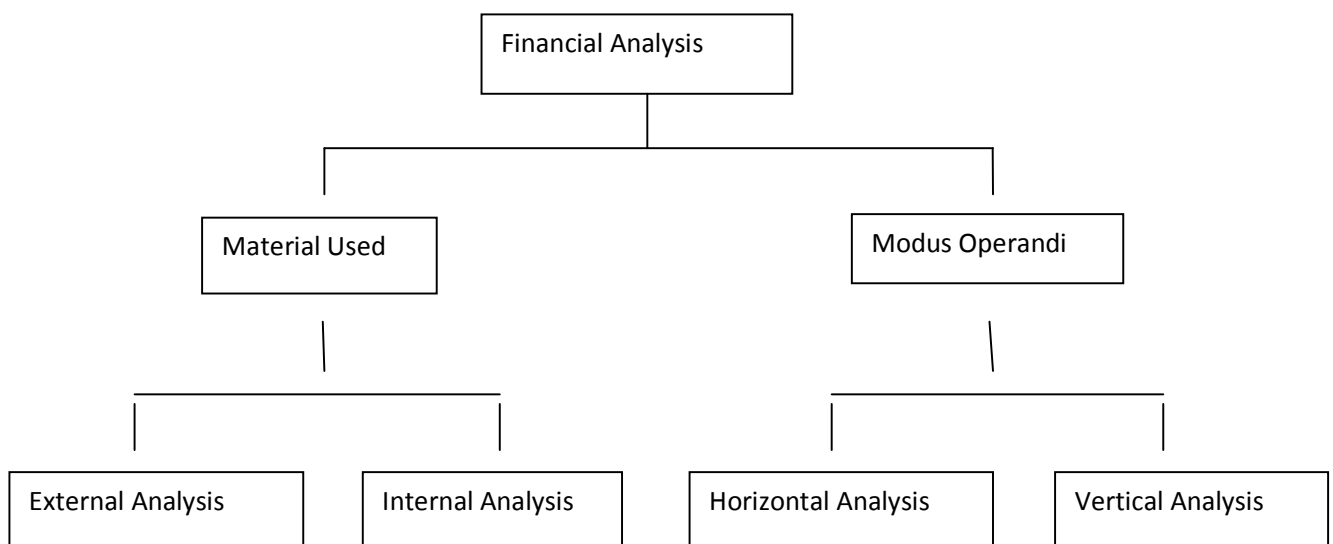 Financial Analysis
Material Used
Modus Operandi
External Analysis
Internal Analysis
Horizontal Analysis
Vertical Analysis